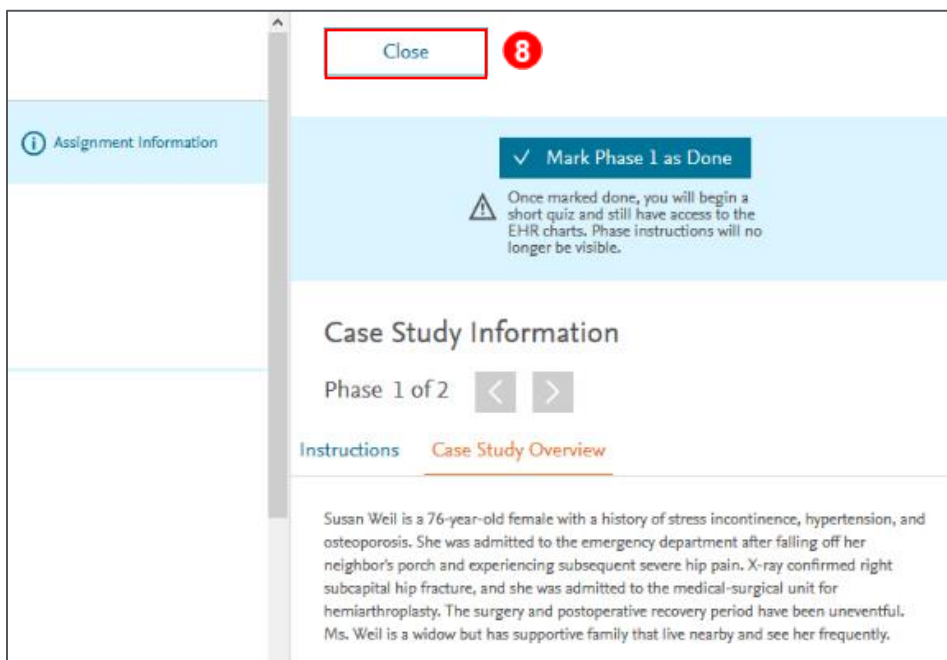 Close
8
Assignment Information
Mark Phase 1 as Done
Once marked done, you will begin a
short quiz and still have access to the
EHR charts. Phase instructions will no
longer be visible.
Case Study Information
Phase 1 of 2
Instructions Case Study Overview
Susan Weil is a 76-year-old female with a history of stress incontinence, hypertension, and
osteoporosis. She was admitted to the emergency department after falling off her
neighbor's porch and experiencing subsequent severe hip pain. X-ray confirmed right
subcapital hip fracture, and she was admitted to the medical-surgical unit for
hemiarthroplasty. The surgery and postoperative recovery period have been uneventful.
Ms. Weil is a widow but has supportive family that live nearby and see her frequently.